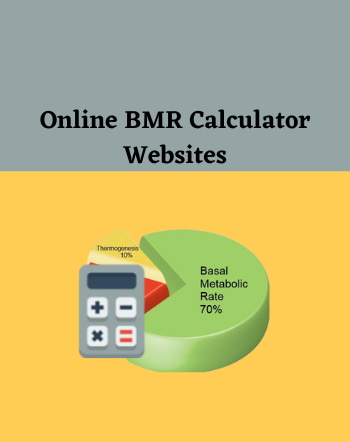 Online BMR Calculator
Websites
Thermogenesis
10%
Basal
Metabolic
Rate
70%